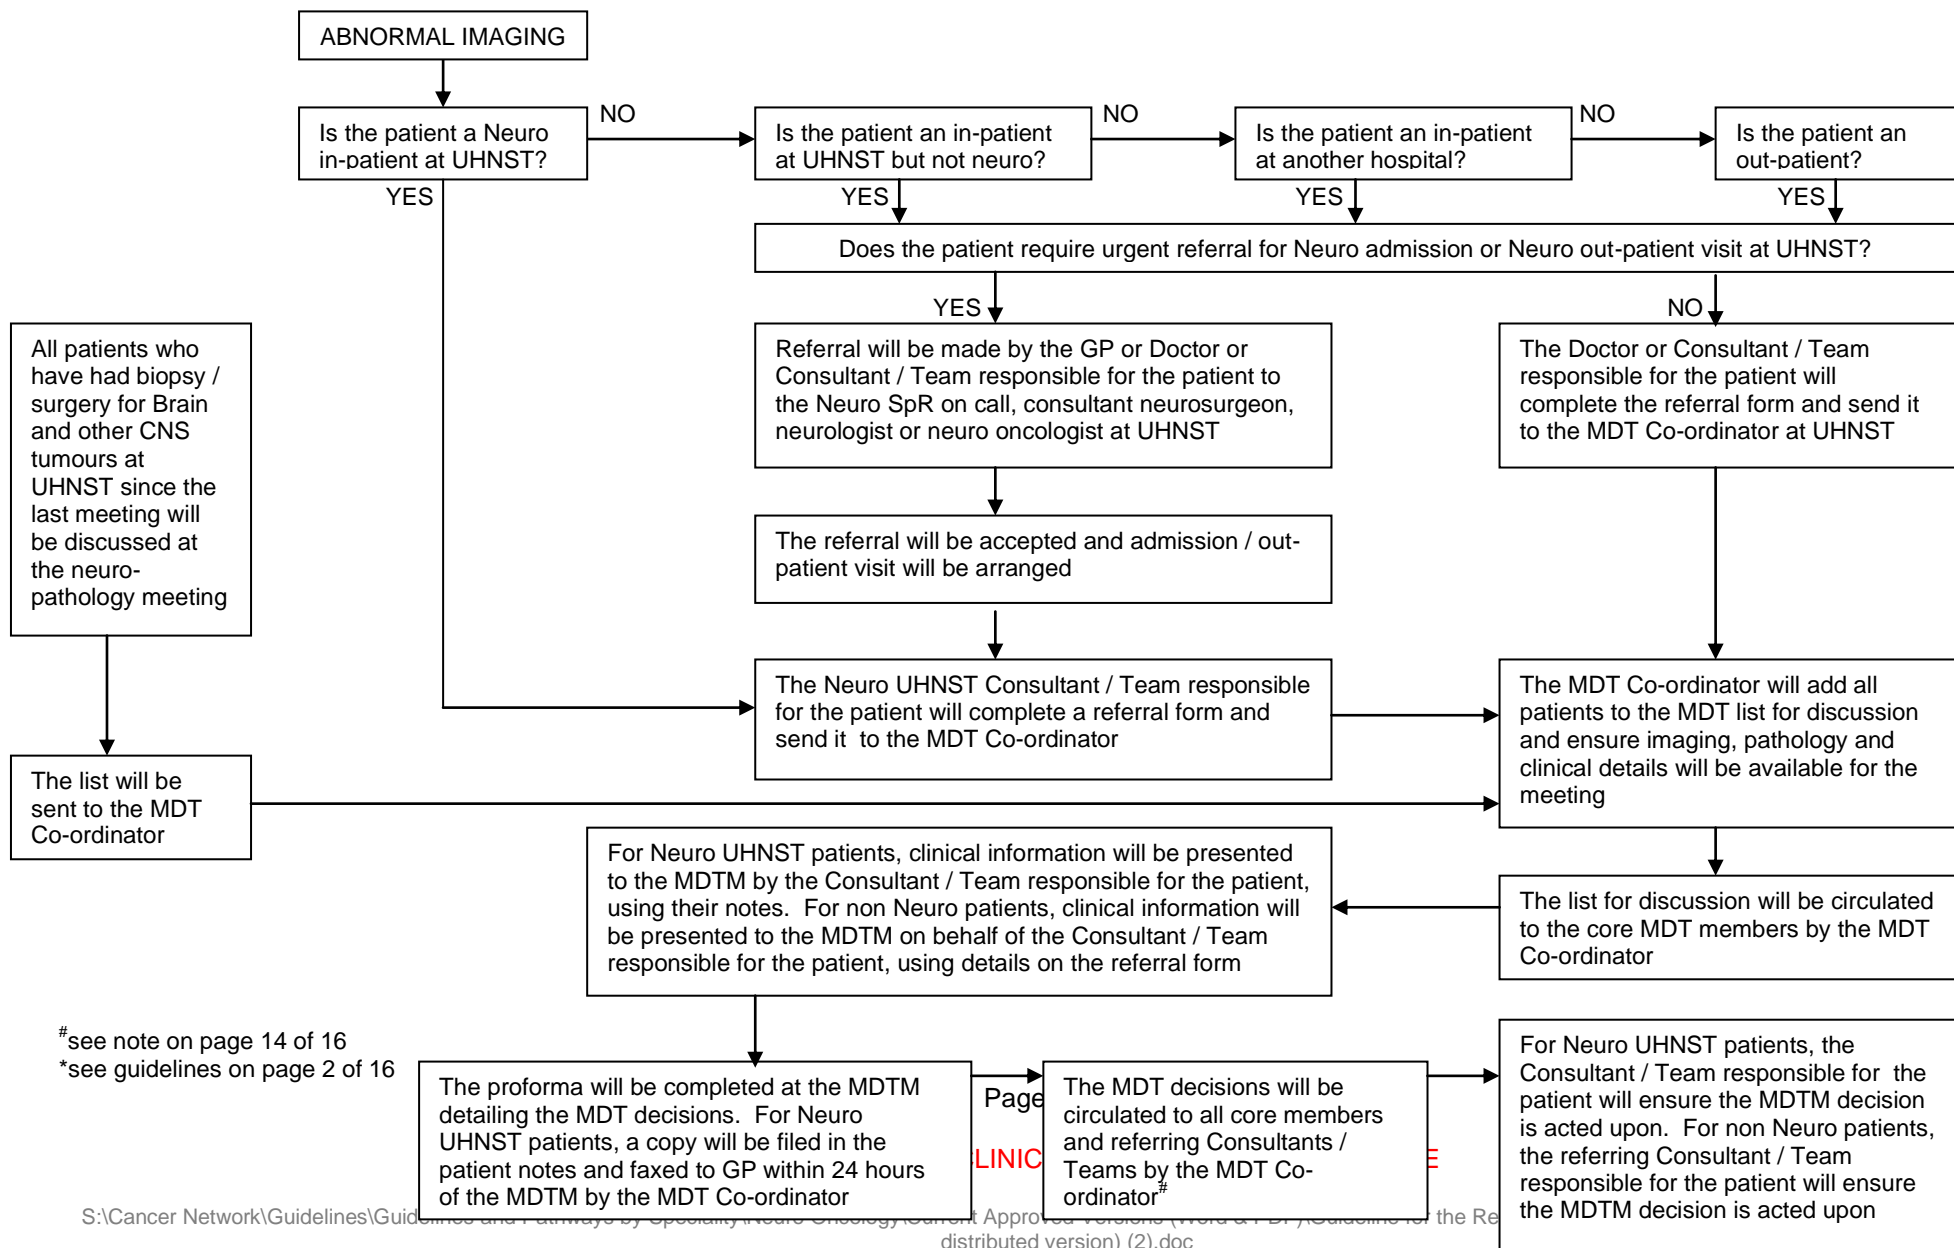 ABNORMAL IMAGING
Is the patient a Neuro
in-patient at UHNST?
NO
Is the patient an in-patient
at UHNST but not neuro?
NO
Is the patient an in-patient
at another hospital?
NO
Is the patient an
out-patient?
YES
YES
YES
YES
Does the patient require urgent referral for Neuro admission or Neuro out-patient visit at UHNST?
YES
NO
All patients who
have had biopsy /
surgery for Brain
and other CNS
tumours at
UHNST since the
last meeting will
be discussed at
the neuro-
pathology meeting
Referral will be made by the GP or Doctor or
Consultant / Team responsible for the patient to
the Neuro SpR on call, consultant neurosurgeon,
neurologist or neuro oncologist at UHNST
The Doctor or Consultant / Team
responsible for the patient will
complete the referral form and send it
to the MDT Co-ordinator at UHNST
The referral will be accepted and admission / out-
patient visit will be arranged
The Neuro UHNST Consultant / Team responsible
for the patient will complete a referral form and
send it  to the MDT Co-ordinator
The MDT Co-ordinator will add all
patients to the MDT list for discussion
and ensure imaging, pathology and
clinical details will be available for the
meeting
The list will be
sent to the MDT
Co-ordinator
For Neuro UHNST patients, clinical information will be presented
to the MDTM by the Consultant / Team responsible for the patient,
using their notes.  For non Neuro patients, clinical information will
be presented to the MDTM on behalf of the Consultant / Team
responsible for the patient, using details on the referral form
The list for discussion will be circulated
to the core MDT members by the MDT
Co-ordinator
#see note on page 14 of 16
*see guidelines on page 2 of 16
The proforma will be completed at the MDTM
detailing the MDT decisions.  For Neuro
UHNST patients, a copy will be filed in the
patient notes and faxed to GP within 24 hours
of the MDTM by the MDT Co-ordinator
Page
The MDT decisions will be
circulated to all core members
and referring Consultants /
Teams by the MDT Co-
ordinator#
For Neuro UHNST patients, the
Consultant / Team responsible for  the
patient will ensure the MDTM decision
is acted upon.  For non Neuro patients,
the referring Consultant / Team
responsible for the patient will ensure
the MDTM decision is acted upon
LINIC
S:\Cancer Network\Guidelines\Guidelines and Pathways by Speciality\Neuro Oncology\Current Approved Versions (Word & PDF)\Guideline for the Re
distributed version) (2).doc